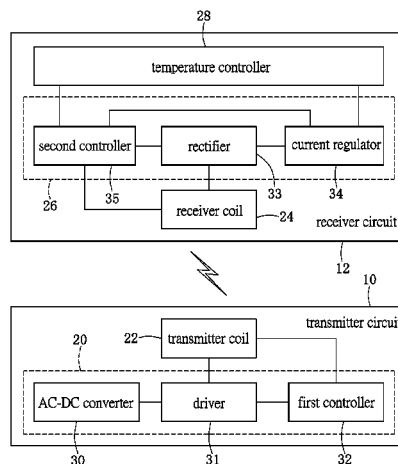 28
temperature controller
second controller
rectifier
current regulator
26
35
33
34
receiver coil
24
receiver circuit
12
10
transmitter circuit
22
transmitter coil
20
AC-DC converter
driver
first controller
30
31
32